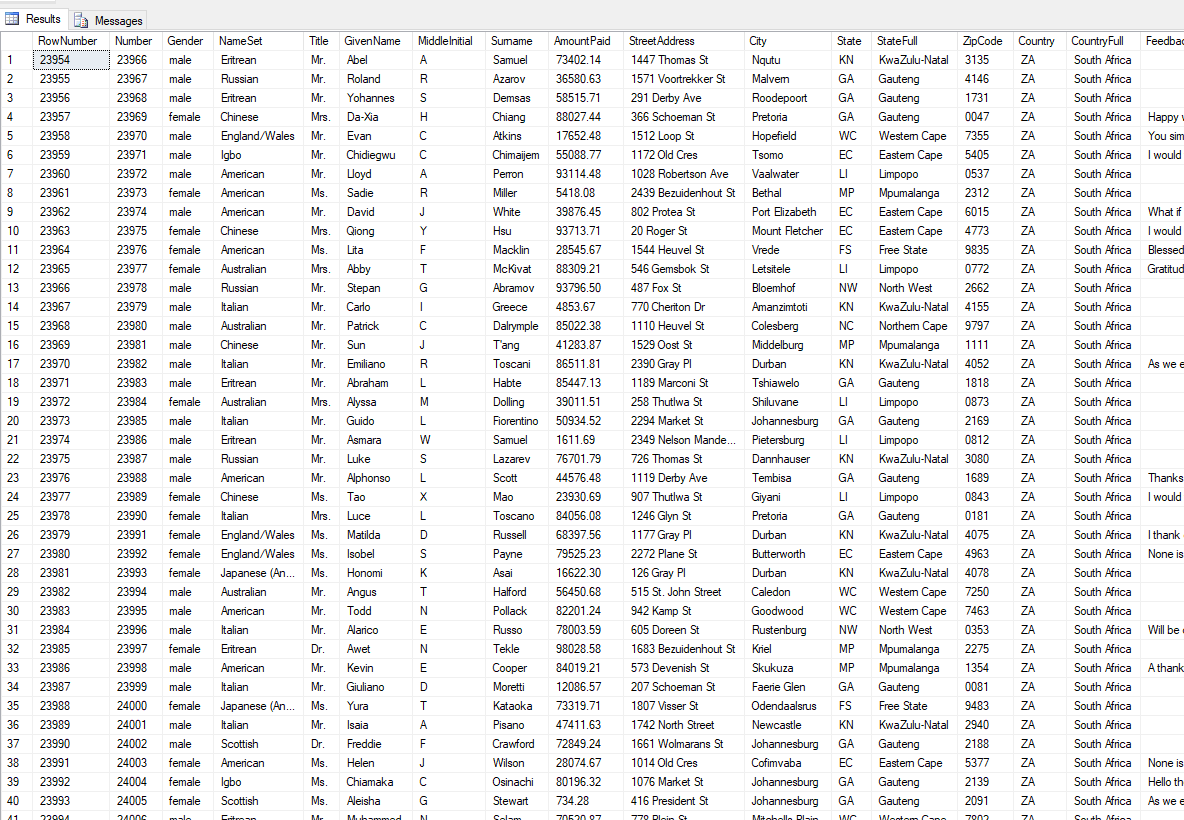 Results Messages
RowNumber Number Gender NameSet Title GivenName MiddleInitial Surname AmountPaid StreetAddress City State StateFull ZipCode Country CountryFull Feedbac
1 23954 23966 male Eritrean Mr. Abel A Samuel 73402.14 1447 Thomas St Nqutu KN KwaZulu-Natal 3135 ZA South Africa
2 23955 23967 male Russian Mr. Roland R Azarov 36580.63 1571 Voortrekker St Malvern GA Gauteng 4146 ZA South Africa
3 23956 23968 male Eritrean Mr. Yohannes S Demsas 58515.71 291 Derby Ave Roodepoort GA Gauteng 1731 ZA South Africa
4 23957 23969 female Chinese Mrs. Da-Xia H Chiang 88027.44 366 Schoeman St Pretoria GA Gauteng 0047 ZA South Africa Happy
5 23958 23970 male England/Wales Mr. Evan C Atkins 17652.48 1512 Loop St Hopefield WC Western Cape 7355 ZA South Africa You sim
6 23959 23971 male Igbo Mr. Chidiegwu C Chimaijem 55088.77 1172 Old Cres Tsomo EC Eastern Cape 5405 ZA South Africa I would
7 23960 23972 male American Mr. Lloyd A Perron 93114.48 1028 Robertson Ave Vaalwater LI Limpopo 0537 ZA South Africa
8 23961 23973 female American Ms. Sadie R Miller 5418.08 2439 Bezuidenhout St Bethal MP Mpumalanga 2312 ZA South Africa
9 23962 23974 male American Mr. David J White 39876.45 802 Protea St Port Elizabeth EC Eastern Cape 6015 ZA South Africa What if
10 23963 23975 female Chinese Mrs. Qiong Y Hsu 93713.71 20 Roger St Mount Fletcher EC Eastern Cape 4773 ZA South Africa I would
11 23964 23976 female American Ms. Lita F Macklin 28545.67 1544 Heuvel St Vrede FS Free State 9835 ZA South Africa Blessed
12 23965 23977 female Australian Mrs. Abby T McKivat 88309.21 546 Gemsbok St Letsitele LI Limpopo 0772 ZA South Africa Gratitud
13 23966 23978 male Russian Mr. Stepan G Abramov 93796.50 487 Fox St Bloemhof NW North West 2662 ZA South Africa
14 23967 23979 male Italian Mr. Carlo I Greece 4853.67 770 Cheriton Dr Amanzimtoti KN KwaZulu-Natal 4155 ZA South Africa
15 23968 23980 male Australian Mr. Patrick C Dalrymple 85022.38 1110 Heuvel St Colesberg NC Northern Cape 9797 ZA South Africa
16 23969 23981 male Chinese Mr. Sun J T'ang 41283.87 1529 Oost St Middelburg MP Mpumalanga 1111 ZA South Africa
17 23970 23982 male Italian Mr. Emiliano R Toscani 86511.81 2390 Gray Pl Durban KN KwaZulu-Natal 4052 ZA South Africa As we e
18 23971 23983 male Eritrean Mr. Abraham L Habte 85447.13 1189 Marconi St Tshiawelo GA Gauteng 1818 ZA South Africa
19 23972 23984 female Australian Mrs. Alyssa M Dolling 39011.51 258 Thutlwa St Shiluvane LI Limpopo 0873 ZA South Africa
20 23973 23985 male Italian Mr. Guido L Fiorentino 50934.52 2294 Market St Johannesburg GA Gauteng 2169 ZA South Africa
21 23974 23986 male Eritrean Mr. Asmara W Samuel 1611.69 2349 Nelson Mande... Pietersburg LI Limpopo 0812 ZA South Africa
22 23975 23987 male Russian Mr. Luke S Lazarev 76701.79 726 Thomas St Dannhauser KN KwaZulu-Natal 3080 ZA South Africa
23 23976 23988 male American Mr. Alphonso L Scott 44576.48 1119 Derby Ave Tembisa GA Gauteng 1689 ZA South Africa Thanks
24 23977 23989 female Chinese Ms. Tao X Mao 23930.69 907 Thutlwa St Giyani LI Limpopo 0843 ZA South Africa I would
25 23978 23990 female Italian Mrs. Luce L Toscano 84056.08 1246 Glyn St Pretoria GA Gauteng 0181 ZA South Africa
26 23979 23991 female England/Wales Ms. Matilda D Russell 68397.56 1177 Gray Pl Durban KN KwaZulu-Natal 4075 ZA South Africa I thank
27 23980 23992 female England/Wales Ms. Isobel S Payne 79525.23 2272 Plane St Butterworth EC Eastern Cape 4963 ZA South Africa None is
28 23981 23993 female Japanese (An... Ms. Honomi K Asai 16622.30 126 Gray Pl Durban KN KwaZulu-Natal 4078 ZA South Africa
29 23982 23994 male Australian Mr. Angus T Halford 56450.68 515 St. John Street Caledon WC Western Cape 7250 ZA South Africa
30 23983 23995 male American Mr. Todd N Pollack 82201.24 942 Kamp St Goodwood WC Western Cape 7463 ZA South Africa
31 23984 23996 male Italian Mr. Alarico E Russo 78003.59 605 Doreen St Rustenburg NW North West 0353 ZA South Africa Will be
32 23985 23997 female Eritrean Dr. Awet N Tekle 98028.58 1683 Bezuidenhout St Kriel MP Mpumalanga 2275 ZA South Africa
33 23986 23998 male American Mr. Kevin E Cooper 84019.21 573 Devenish St Skukuza MP Mpumalanga 1354 ZA South Africa A thank
34 23987 23999 male Italian Mr. Giuliano D Moretti 12086.57 207 Schoeman St Faerie Glen GA Gauteng 0081 ZA South Africa
35 23988 24000 female Japanese (An... Ms. Yura T Kataoka 73319.71 1807 Visser St Odendaalsrus FS Free State 9483 ZA South Africa
36 23989 24001 male Italian Mr. Isaia A Pisano 47411.63 1742 North Street Newcastle KN KwaZulu-Natal 2940 ZA South Africa
37 23990 24002 male Scottish Dr. Freddie F Crawford 72849.24 1661 Wolmarans St Johannesburg GA Gauteng 2188 ZA South Africa
38 23991 24003 female American Ms. Helen J Wilson 28074.67 1014 Old Cres Cofimvaba EC Eastern Cape 5377 ZA South Africa None is
39 23992 24004 female Igbo Ms. Chiamaka C Osinachi 80196.32 1076 Market St Johannesburg GA Gauteng 2139 ZA South Africa Hello th
40 23993 24005 female Scottish Ms. Aleisha G Stewart 734.28 416 President St Johannesburg GA Gauteng 2091 ZA South Africa As we e
41 23994 24006 male Eritrean Mr. Muhammed N Selam 70520.87 778 Plein St Mitchells Plain WC Western Cape 7802 ZA South Africa